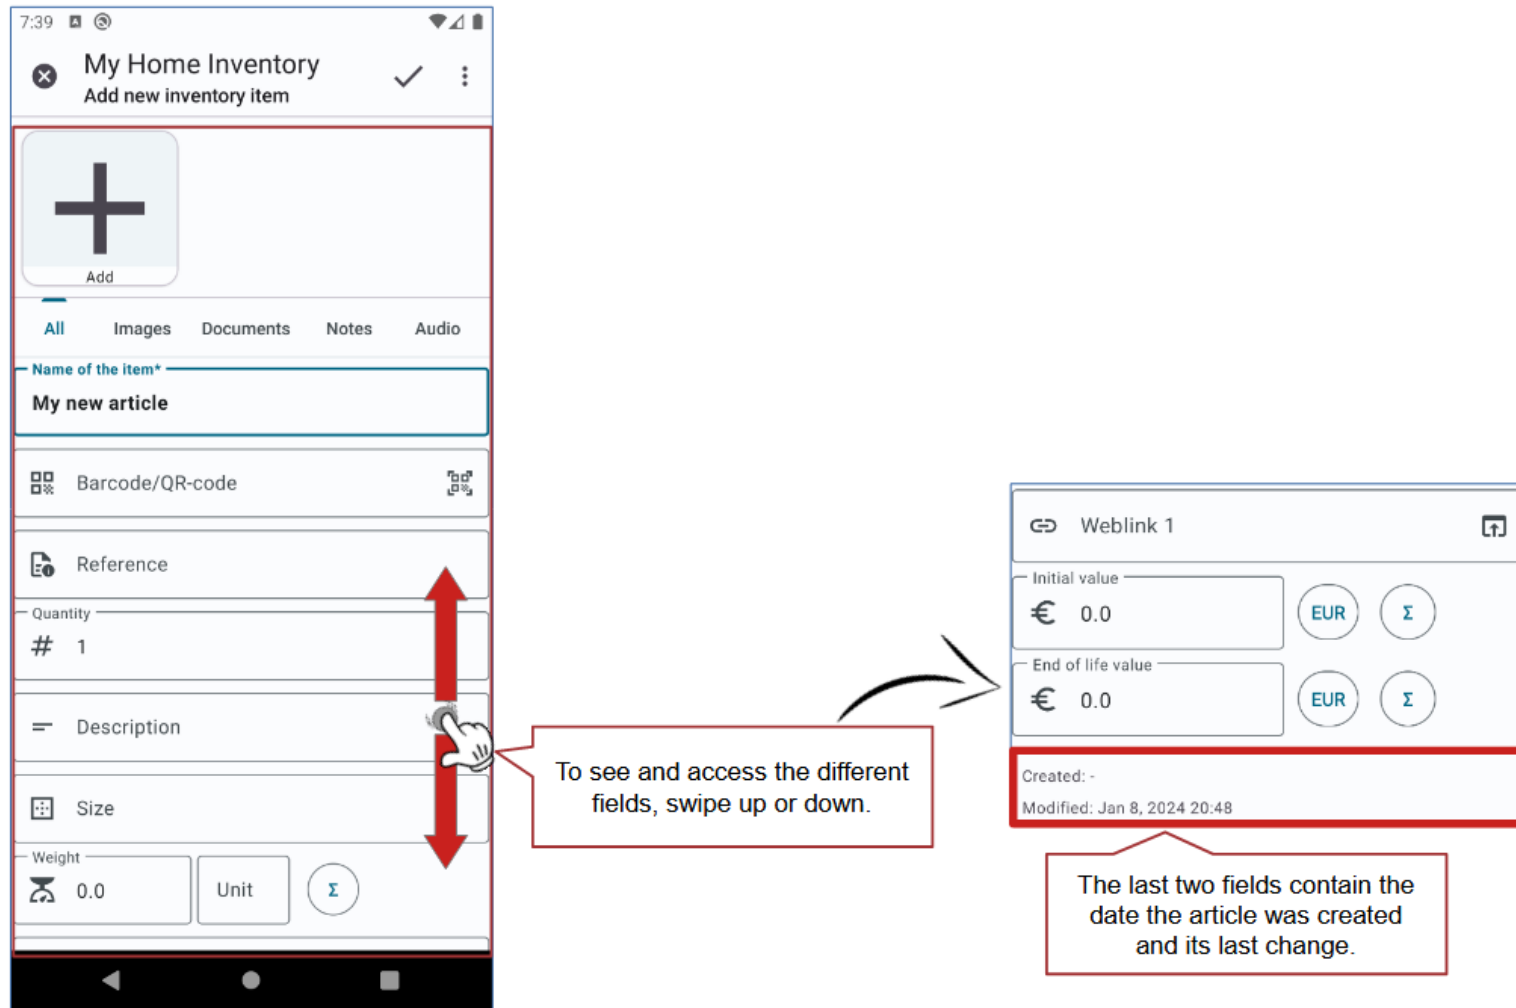 7:39
My Home Inventory
Add new inventory item
Add
All Images Documents Notes Audio
Name of the item*
My new article
Barcode/QR-code
Reference
Quantity
# 1
Description
Size
Weight
0.0 Unit Σ
To see and access the different
fields, swipe up or down.
Weblink 1
Initial value
€ 0.0 EUR Σ
End of life value
€ 0.0 EUR Σ
Created: -
Modified: Jan 8, 2024 20:48
The last two fields contain the
date the article was created
and its last change.